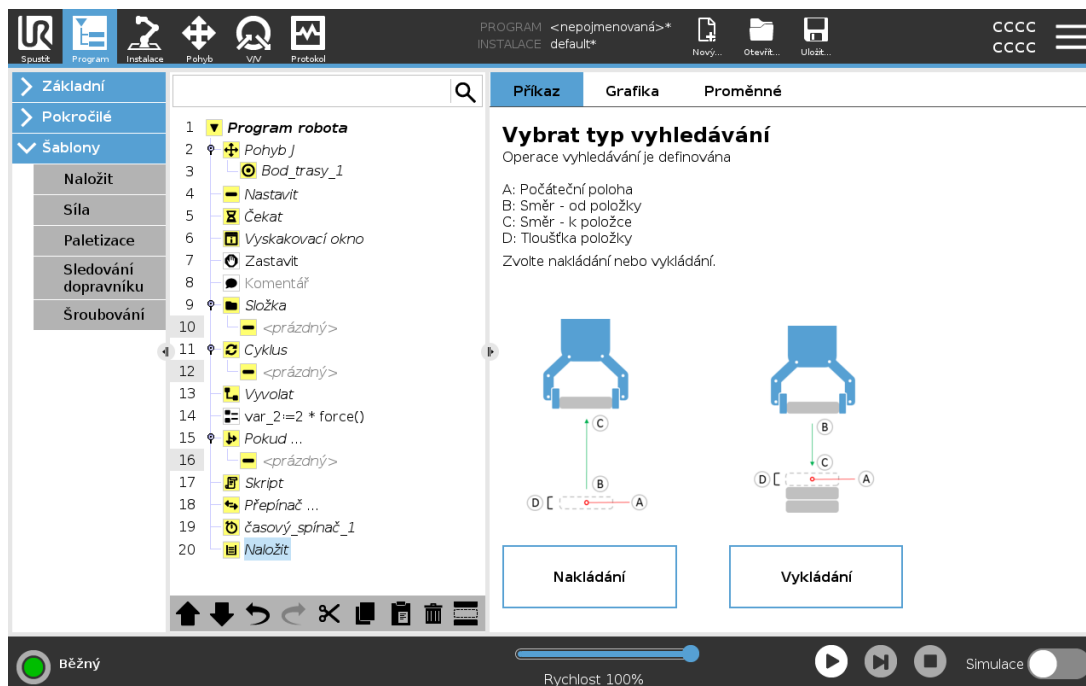 UR
Spustit
Program
Instalace
Pohyb
V/V
Protokol
PROGRAM <nepojmenovaná>*
INSTALACE default*
Nový...
Otevřít...
Uložit...
CCCC
CCCC
Základní
Pokročilé
Šablony
Naložit
Síla
Paletizace
Sledování
dopravníku
Šroubování
1 Program robota
2 Pohyb J
3 Bod_trasy_1
4 Nastavit
5 Čekat
6 Vyskakovací okno
7 Zastavit
8 Komentář
9 Složka
10 <prázdný>
11 Cyklus
12 <prázdný>
13 Vyvolat
14 var_2:=2 * force()
15 Pokud ...
16 <prázdný>
17 Skript
18 Přepínač ...
19 časový_spínač_1
20 Naložit
Příkaz Grafika Proměnné
Vybrat typ vyhledávání
Operace vyhledávání je definována
A: Počáteční poloha
B: Směr - od položky
C: Směr - k položce
D: Tloušťka položky
Zvolte nakládání nebo vykládání.
C
B
D
A
B
C
D
A
Nakládání
Vykládání
Běžný
Rychlost 100%
Simulace